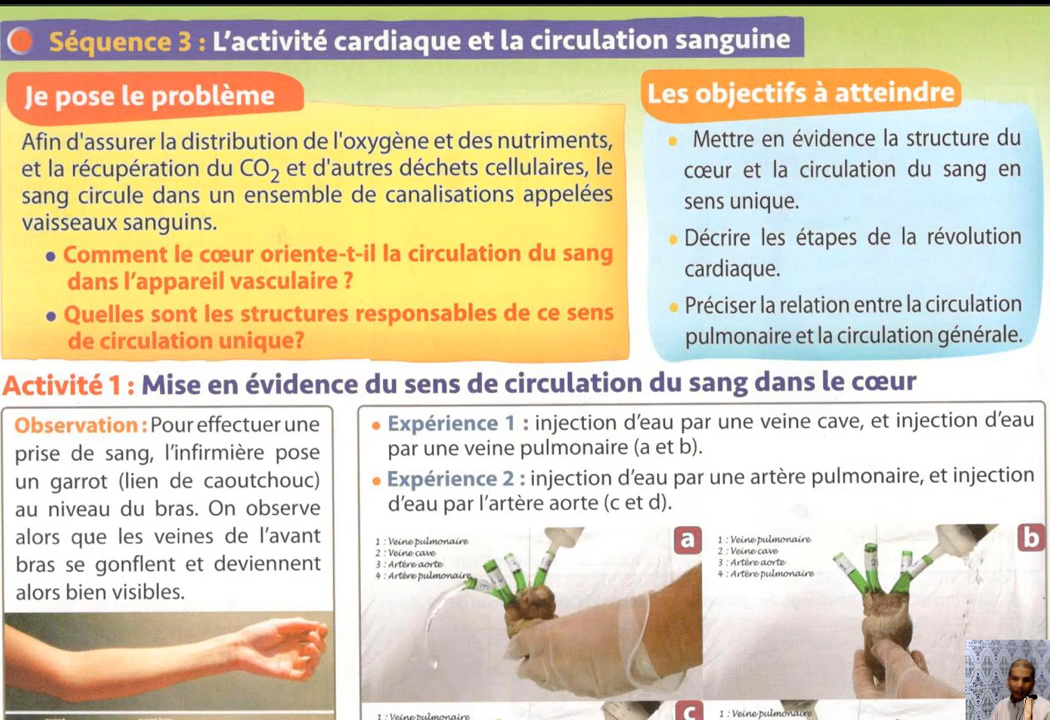 Séquence 3 : L'activité cardiaque et la circulation sanguine
Je pose le problème
Afin d'assurer la distribution de l'oxygène et des nutriments,
et la récupération du CO2 et d'autres déchets cellulaires, le
sang circule dans un ensemble de canalisations appelées
vaisseaux sanguins.
• Comment le cœur oriente-t-il la circulation du sang
dans l'appareil vasculaire ?
• Quelles sont les structures responsables de ce sens
de circulation unique?
Les objectifs à atteindre
• Mettre en évidence la structure du
cœur et la circulation du sang en
sens unique.
• Décrire les étapes de la révolution
cardiaque.
• Préciser la relation entre la circulation
pulmonaire et la circulation générale.
Activité 1 : Mise en évidence du sens de circulation du sang dans le cœur
Observation : Pour effectuer une
prise de sang, l'infirmière pose
un garrot (lien de caoutchouc)
au niveau du bras. On observe
alors que les veines de l'avant
bras se gonflent et deviennent
alors bien visibles.
• Expérience 1 : injection d'eau par une veine cave, et injection d'eau
par une veine pulmonaire (a et b).
• Expérience 2 : injection d'eau par une artère pulmonaire, et injection
d'eau par l'artère aorte (c et d).
1 : Veine pulmonaire
2 : Veine cave
3 : Artère aorte
4 : Artère pulmonaire
a
1 : Veine pulmonaire
2 : Veine cave
3 : Artère aorte
4 : Artère pulmonaire
b
1 : Veine pulmonaire
c
1 : Veine pulmonaire